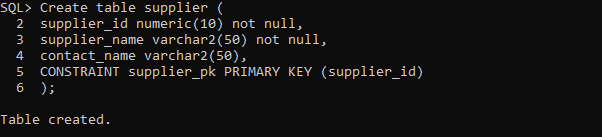 SQL> Create table supplier (
  2  supplier_id numeric(10) not null,
  3  supplier_name varchar2(50) not null,
  4  contact_name varchar2(50),
  5  CONSTRAINT supplier_pk PRIMARY KEY (supplier_id)
  6  );
Table created.